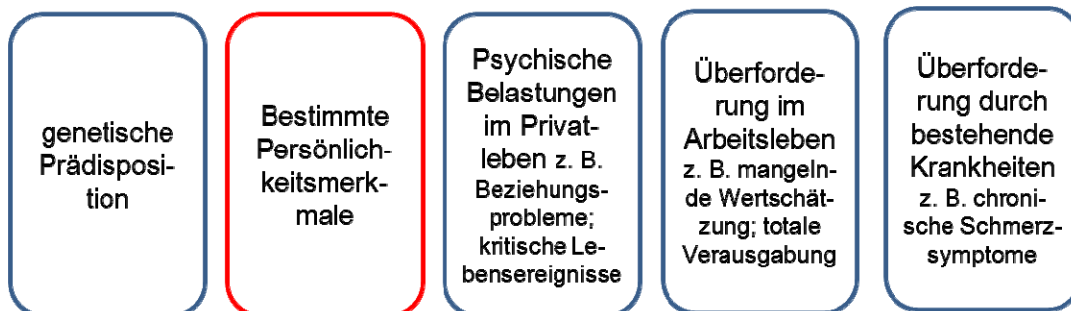 genetische
Prädisposi-
tion
Bestimmte
Persönlich-
keitsmerk-
male
Psychische
Belastungen
im Privat-
leben z. B.
Beziehungs-
probleme;
kritische Le-
bensereignisse
Überforde-
rung im
Arbeitsleben
z. B. mangeln-
de Wertschät-
zung; totale
Verausgabung
Überforde-
rung durch
bestehende
Krankheiten
z. B. chroni-
sche Schmerz-
symptome